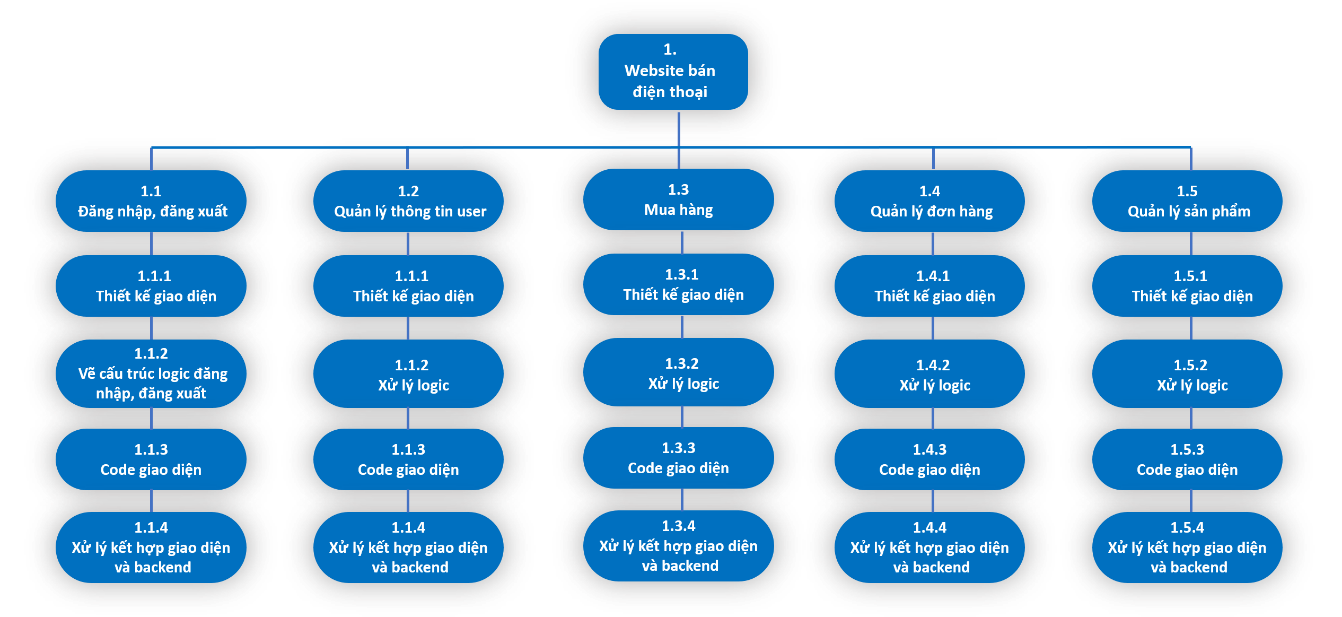 1.
Website bán
điện thoại
1.1
Đăng nhập, đăng xuất
1.2
Quản lý thông tin user
1.3
Mua hàng
1.4
Quản lý đơn hàng
1.5
Quản lý sản phẩm
1.1.1
Thiết kế giao diện
1.1.1
Thiết kế giao diện
1.3.1
Thiết kế giao diện
1.4.1
Thiết kế giao diện
1.5.1
Thiết kế giao diện
1.1.2
Vẽ cấu trúc logic đăng
nhập, đăng xuất
1.1.2
Xử lý logic
1.3.2
Xử lý logic
1.4.2
Xử lý logic
1.5.2
Xử lý logic
1.1.3
Code giao diện
1.1.3
Code giao diện
1.3.3
Code giao diện
1.4.3
Code giao diện
1.5.3
Code giao diện
1.1.4
Xử lý kết hợp giao diện
và backend
1.1.4
Xử lý kết hợp giao diện
và backend
1.3.4
Xử lý kết hợp giao diện
và backend
1.4.4
Xử lý kết hợp giao diện
và backend
1.5.4
Xử lý kết hợp giao diện
và backend